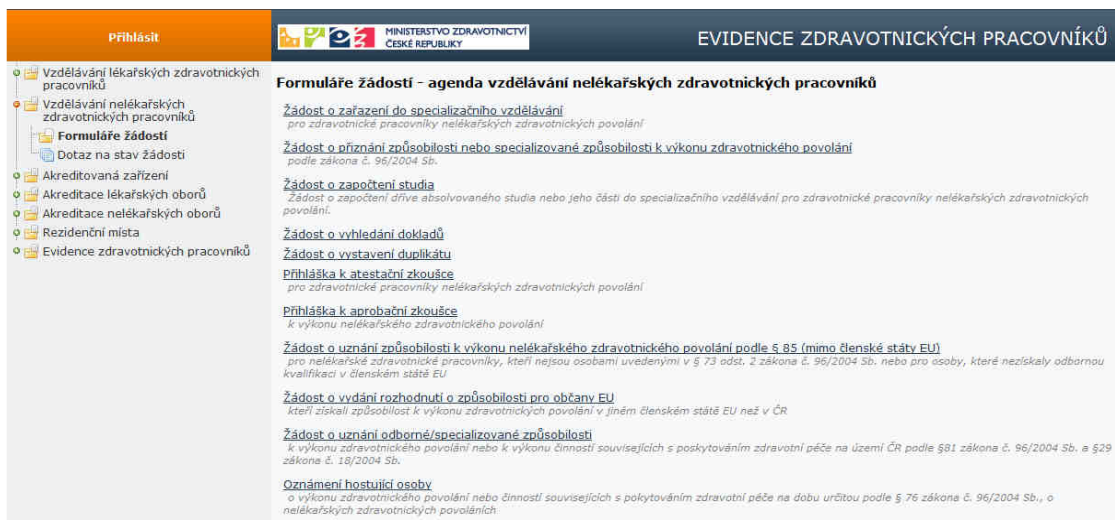 Přihlásit
MINISTERSTVO ZDRAVOTNICTVÍ
ČESKÉ REPUBLIKY
EVIDENCE ZDRAVOTNICKÝCH PRACOVNÍKŮ
Vzdělávání lékařských zdravotnických
pracovníků
Vzdělávání nelékařských
zdravotnických pracovníků
Formuláře žádostí
Dotaz na stav žádosti
Akreditovaná zařízení
Akreditace lékařských oborů
Akreditace nelékařských oborů
Rezidenční místa
Evidence zdravotnických pracovníků
Formuláře žádostí - agenda vzdělávání nelékařských zdravotnických pracovníků
Žádost o zařazení do specializačního vzdělávání
pro zdravotnické pracovníky nelékařských zdravotnických povolání
Žádost o přiznání způsobilosti nebo specializované způsobilosti k výkonu zdravotnického povolání
podle zákona č. 96/2004 Sb.
Žádost o započtení studia
Žádost o započtení dříve absolvovaného studia nebo jeho části do specializačního vzdělávání pro zdravotnické pracovníky nelékařských zdravotnických
povolání.
Žádost o vyhledání dokladů
Žádost o vystavení duplikátu
Přihláška k atestační zkoušce
pro zdravotnické pracovníky nelékařských zdravotnických povolání
Přihláška k aprobační zkoušce
k výkonu nelékařského zdravotnického povolání
Žádost o uznání způsobilosti k výkonu nelékařského zdravotnického povolání podle § 85 (mimo členské státy EU)
pro nelékařské zdravotnické pracovníky, kteří nejsou osobami uvedenými v § 73 odst. 2 zákona č. 96/2004 Sb. nebo pro osoby, které nezískaly odbornou
kvalifikaci v členském státě EU
Žádost o vydání rozhodnutí o způsobilosti pro občany EU
kteří získali způsobilost k výkonu zdravotnických povolání v jiném členském státě EU než v ČR
Žádost o uznání odborné/specializované způsobilosti
k výkonu zdravotnického povolání nebo k výkonu činností souvisejících s poskytováním zdravotní péče na území ČR podle §81 zákona č. 96/2004 Sb. a §29
zákona č. 18/2004 Sb.
Oznámení hostující osoby
o výkonu zdravotnického povolání nebo činností souvisejících s pokytováním zdravotní péče na dobu určitou podle § 76 zákona č. 96/2004 Sb., o
nelékařských zdravotnických povoláních